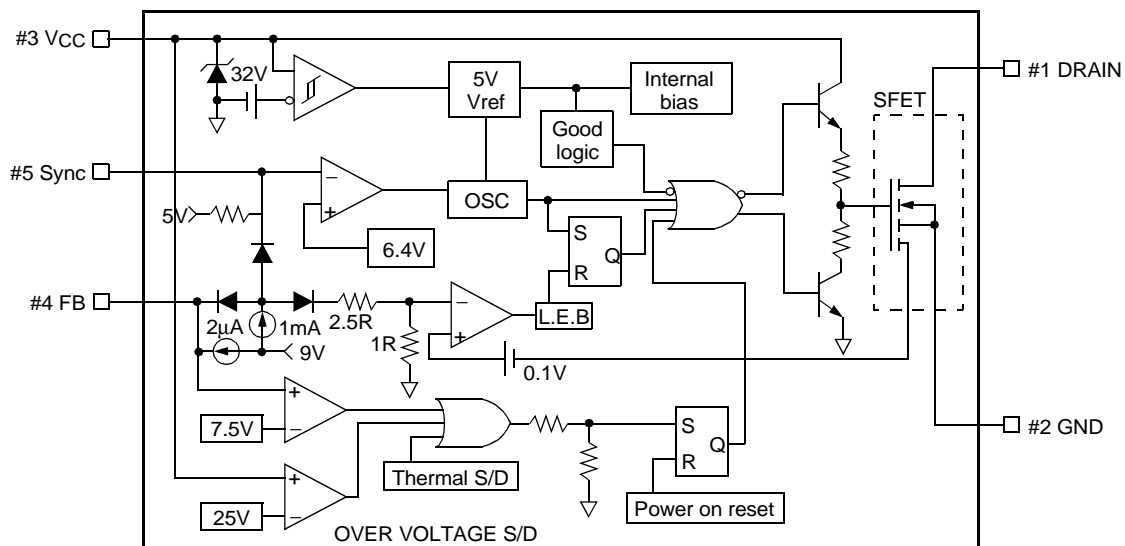 #3 VCC
#1 DRAIN
32V
5V
Vref
Internal
bias
SFET
Good
logic
#5 Sync
−
+
5V
OSC
6.4V
S
R
Q
#4 FB
2μA
1mA
9V
2.5R
1R
−
+
L.E.B
0.1V
+
−
7.5V
Thermal S/D
S
R
Q
#2 GND
+
−
25V
Power on reset
OVER VOLTAGE S/D